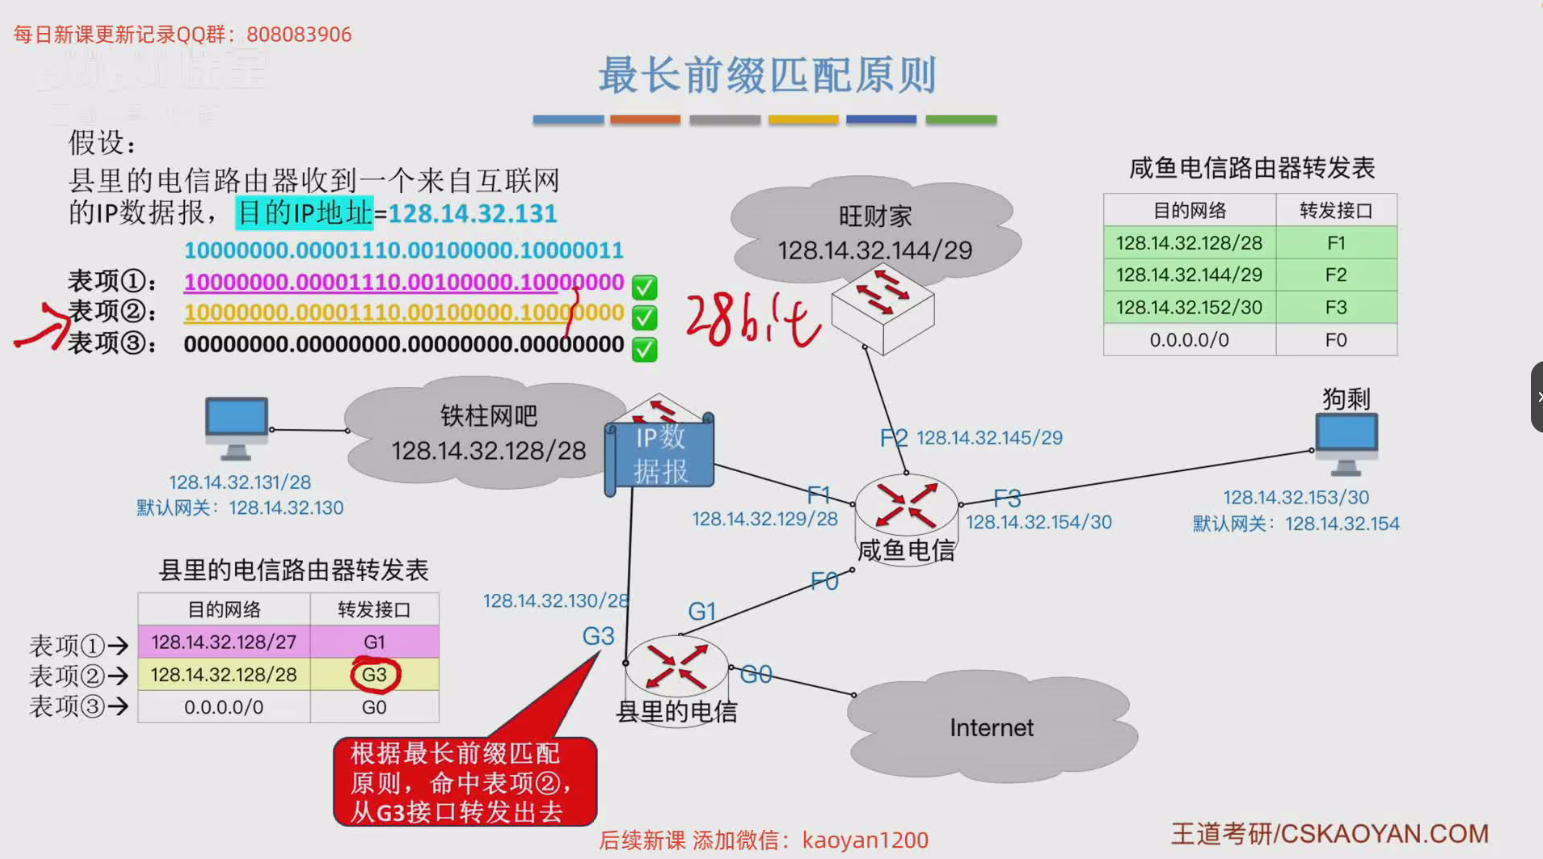 每日新课更新记录QQ群：808083906
最长前缀匹配原则
假设：
县里的电信路由器收到一个来自互联网
的IP数据报，目的IP地址=128.14.32.131
10000000.00001110.00100000.10000011
表项①：10000000.00001110.00100000.10000000
表项②：10000000.00001110.00100000.10000000
表项③：00000000.00000000.00000000.00000000
28bit
旺财家
128.14.32.144/29
咸鱼电信路由器转发表
目的网络 转发接口
128.14.32.128/28 F1
128.14.32.144/29 F2
128.14.32.152/30 F3
0.0.0.0/0 F0
铁柱网吧
128.14.32.128/28
128.14.32.131/28
默认网关：128.14.32.130
IP数
据报
F2 128.14.32.145/29
F1
128.14.32.129/28
F3
128.14.32.154/30
咸鱼电信
狗剩
128.14.32.153/30
默认网关：128.14.32.154
F0
G1
128.14.32.130/28
G3
G0
县里的电信
Internet
县里的电信路由器转发表
目的网络 转发接口
表项①→ 128.14.32.128/27 G1
表项②→ 128.14.32.128/28 G3
表项③→ 0.0.0.0/0 G0
根据最长前缀匹配
原则，命中表项②，
从G3接口转发出去
后续新课 添加微信：kaoyan1200
王道考研/CSKAOYAN.COM